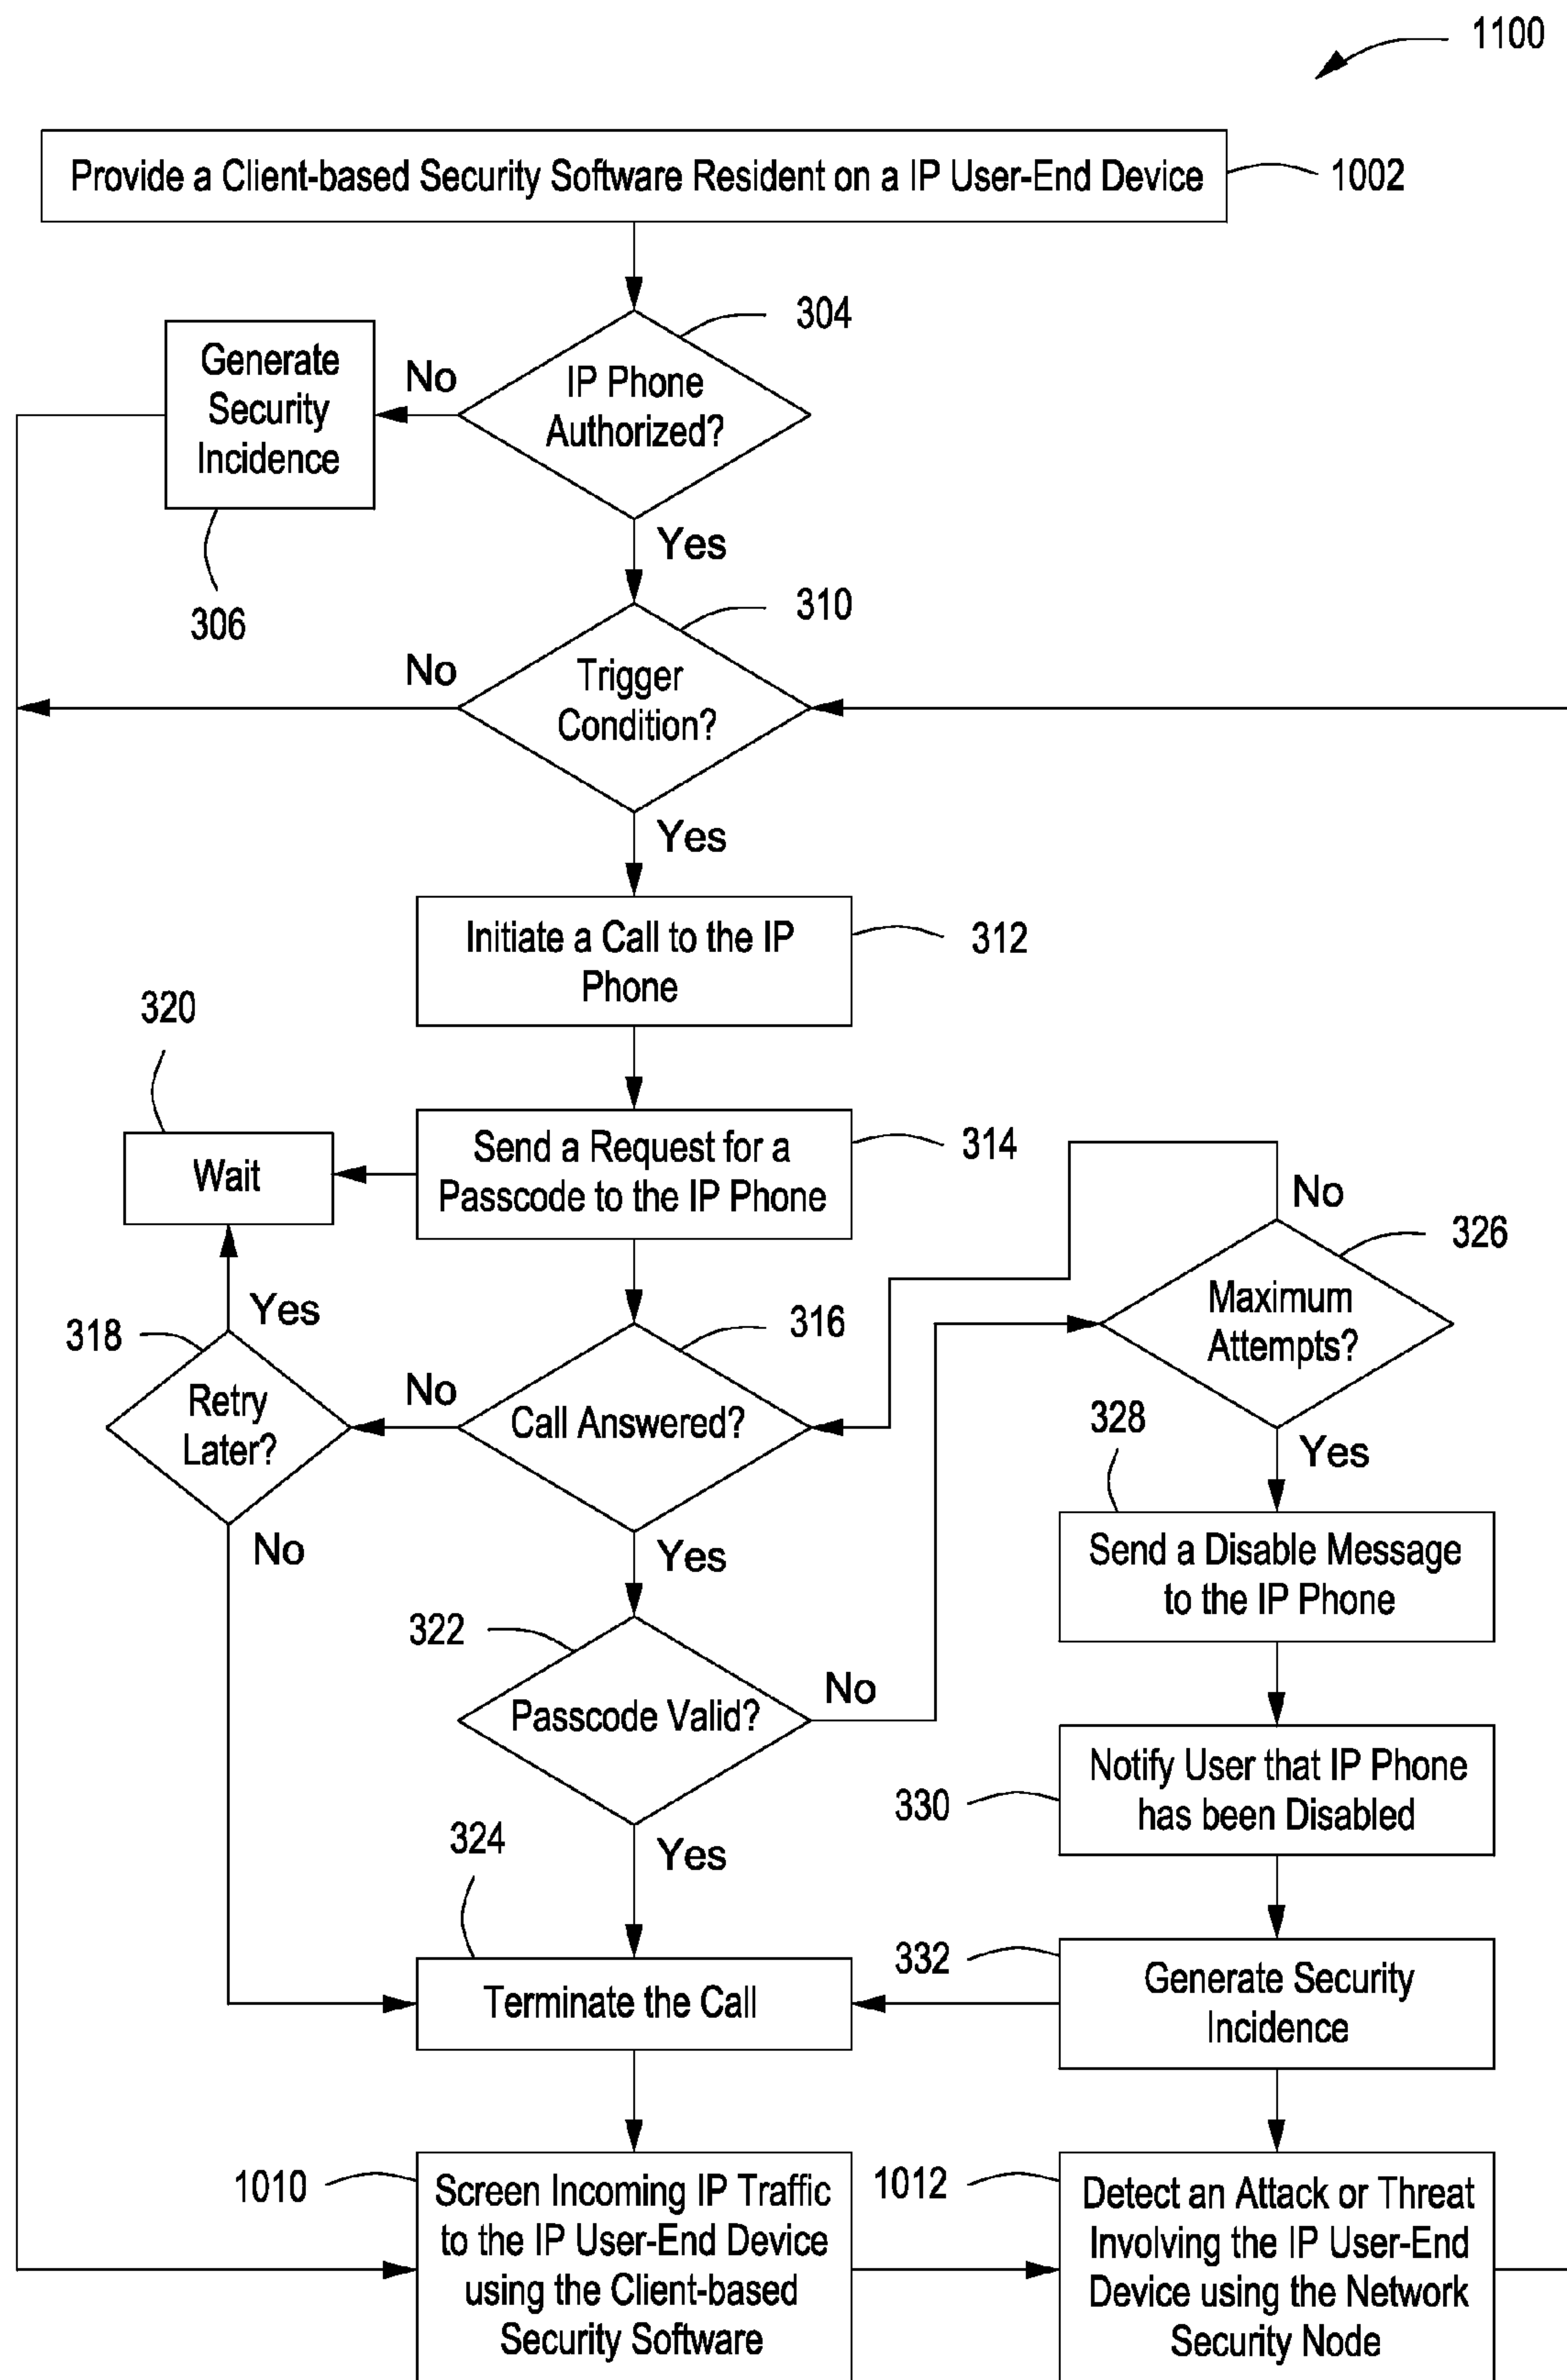 1100
Provide a Client-based Security Software Resident on a IP User-End Device
1002
304
Generate
Security
Incidence
No
IP Phone
Authorized?
306
Yes
310
No
Trigger
Condition?
Yes
Initiate a Call to the IP
Phone
312
320
Wait
Send a Request for a
Passcode to the IP Phone
314
No
326
Maximum
Attempts?
318
Yes
316
Retry
Later?
No
Call Answered?
328
Yes
No
Yes
Send a Disable Message
to the IP Phone
322
Passcode Valid?
No
330
Notify User that IP Phone
has been Disabled
324
Yes
332
Terminate the Call
Generate Security
Incidence
1010
Screen Incoming IP Traffic
to the IP User-End Device
using the Client-based
Security Software
1012
Detect an Attack or Threat
Involving the IP User-End
Device using the Network
Security Node